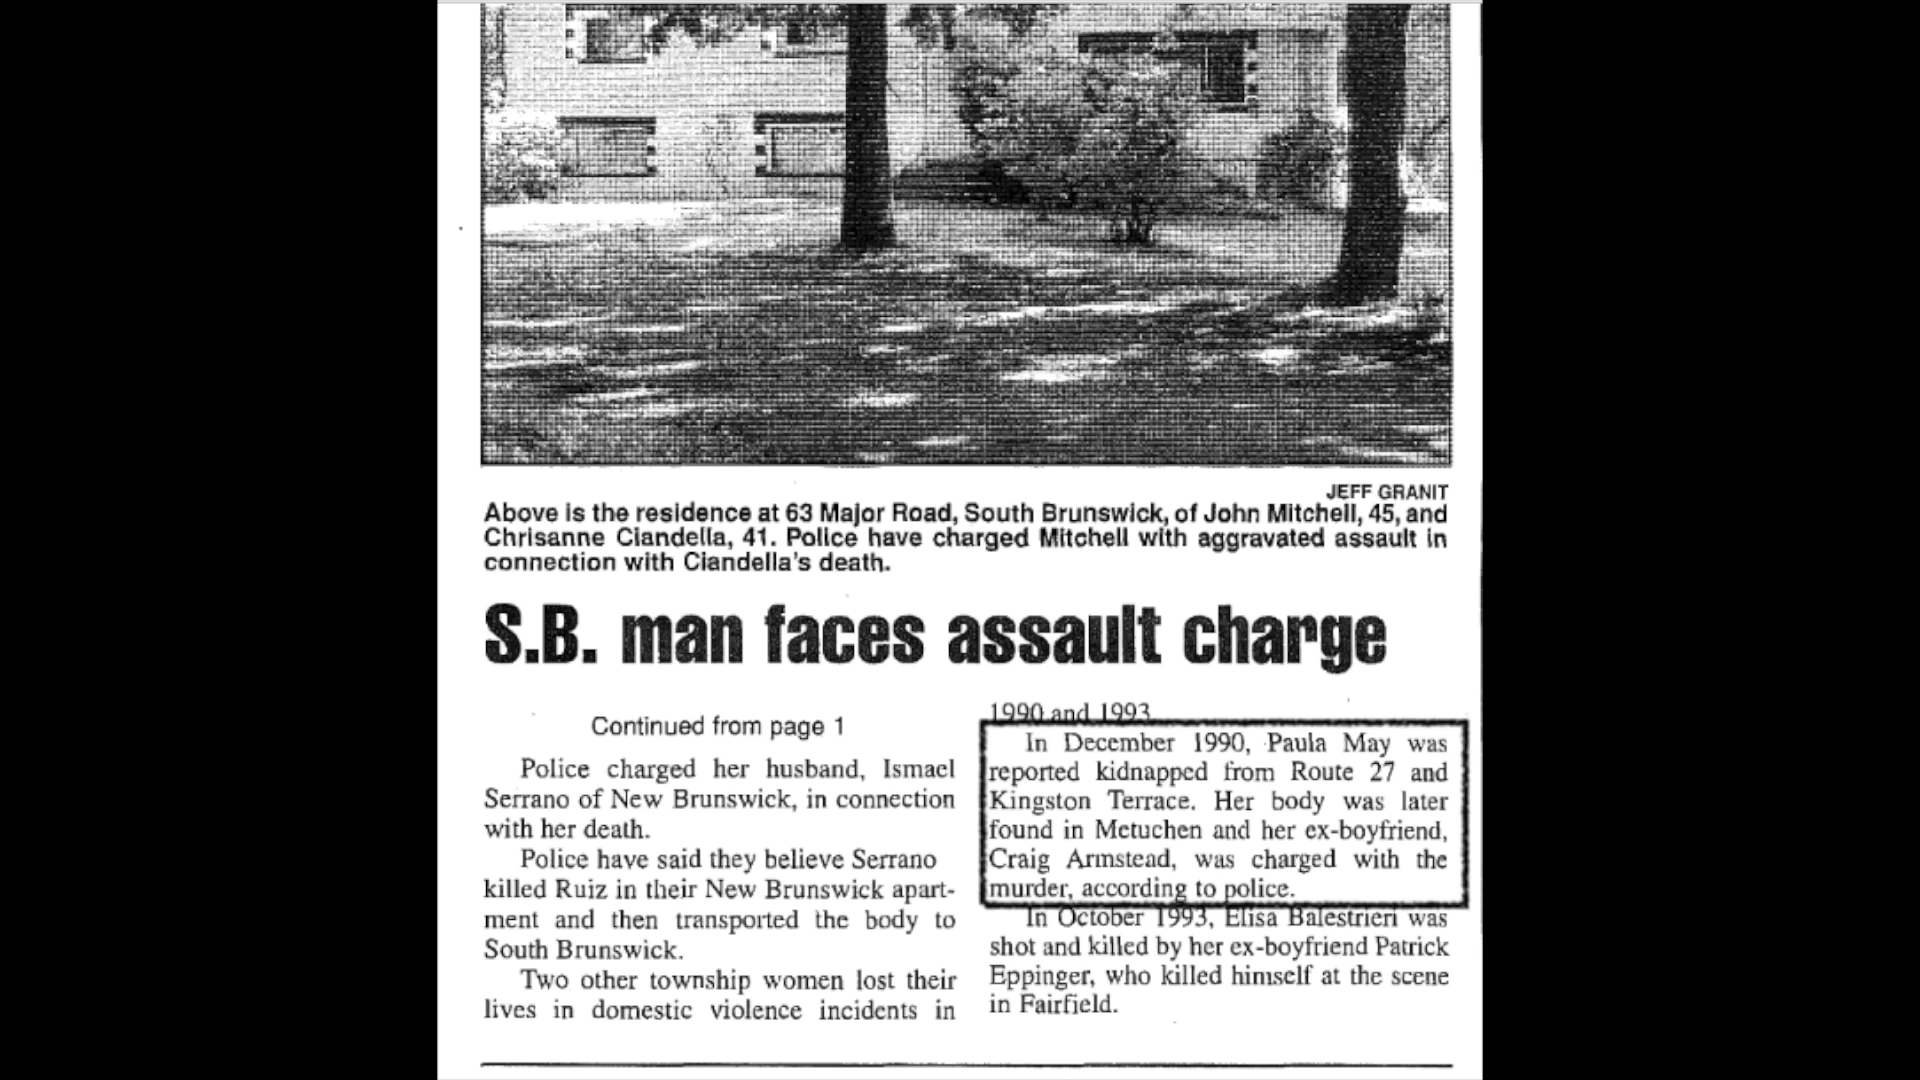 JEFF GRANIT
Above is the residence at 63 Major Road, South Brunswick, of John Mitchell, 45, and
Chrisanne Ciandella, 41. Police have charged Mitchell with aggravated assault in
connection with Ciandella's death.
S.B. man faces assault charge
Continued from page 1
Police charged her husband, Ismael
Serrano of New Brunswick, in connection
with her death.
Police have said they believe Serrano
killed Ruiz in their New Brunswick apart-
ment and then transported the body to
South Brunswick.
Two other township women lost their
lives in domestic violence incidents in
1990 and 1993.
In December 1990, Paula May was
reported kidnapped from Route 27 and
Kingston Terrace. Her body was later
found in Metuchen and her ex-boyfriend,
Craig Armstead, was charged with the
murder, according to police.
In October 1993, Elisa Balestrieri was
shot and killed by her ex-boyfriend Patrick
Eppinger, who killed himself at the scene
in Fairfield.